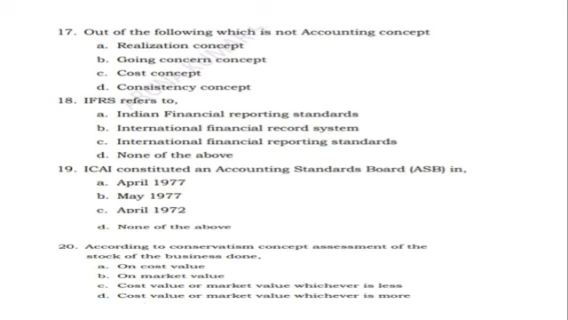 17. Out of the following which is not Accounting concept
a. Realization concept
b. Going concern concept
c. Cost concept
d. Consistency concept
18. IFRS refers to,
a. Indian Financial reporting standards
b. International financial record system
c. International financial reporting standards
d. None of the above
19. ICAI constituted an Accounting Standards Board (ASB) in,
a. April 1977
b. May 1977
c. April 1972
d. None of the above
20. According to conservatism concept assessment of the
stock of the business done,
a. On cost value
b. On market value
c. Cost value or market value whichever is less
d. Cost value or market value whichever is more